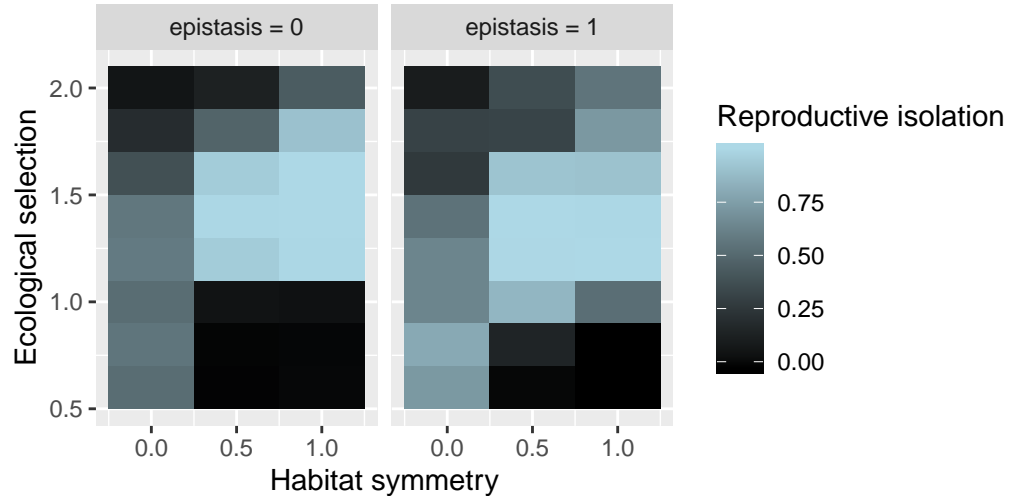 epistasis = 0
epistasis = 1
Ecological selection
2.0
1.5
1.0
0.5
0.0
0.5
1.0
0.0
0.5
1.0
Habitat symmetry
Reproductive isolation
0.75
0.50
0.25
0.00